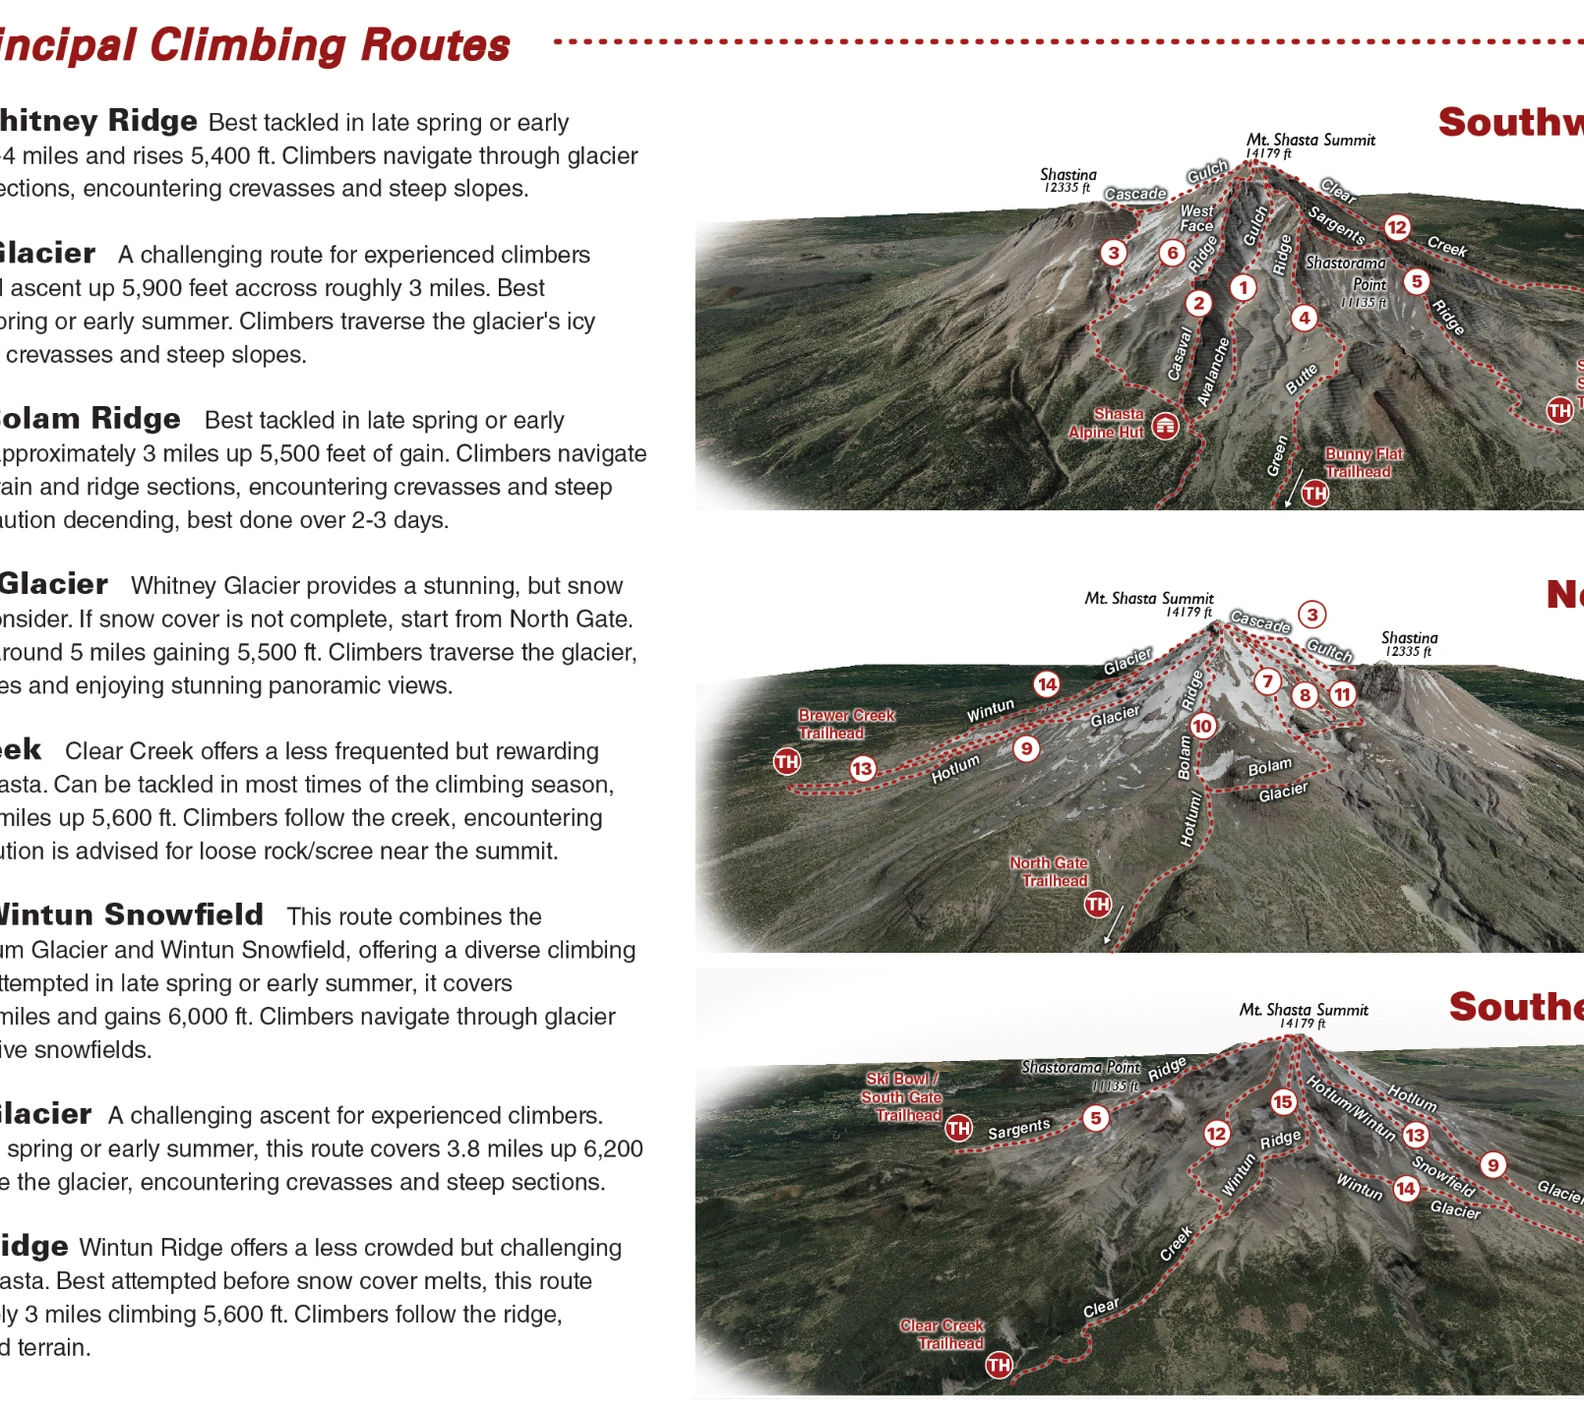 incipal Climbing Routes
hitney Ridge Best tackled in late spring or early
-4 miles and rises 5,400 ft. Climbers navigate through glacier
ections, encountering crevasses and steep slopes.
Glacier A challenging route for experienced climbers
l ascent up 5,900 feet accross roughly 3 miles. Best
pring or early summer. Climbers traverse the glacier's icy
crevasses and steep slopes.
Bolam Ridge Best tackled in late spring or early
approximately 3 miles up 5,500 feet of gain. Climbers navigate
rain and ridge sections, encountering crevasses and steep
aution decending, best done over 2-3 days.
Glacier Whitney Glacier provides a stunning, but snow
onsider. If snow cover is not complete, start from North Gate.
around 5 miles gaining 5,500 ft. Climbers traverse the glacier,
es and enjoying stunning panoramic views.
eek Clear Creek offers a less frequented but rewarding
asta. Can be tackled in most times of the climbing season,
miles up 5,600 ft. Climbers follow the creek, encountering
ution is advised for loose rock/scree near the summit.
Wintun Snowfield This route combines the
um Glacier and Wintun Snowfield, offering a diverse climbing
ttempted in late spring or early summer, it covers
miles and gains 6,000 ft. Climbers navigate through glacier
ive snowfields.
Glacier A challenging ascent for experienced climbers.
spring or early summer, this route covers 3.8 miles up 6,200
e the glacier, encountering crevasses and steep sections.
idge Wintun Ridge offers a less crowded but challenging
asta. Best attempted before snow cover melts, this route
ly 3 miles climbing 5,600 ft. Climbers follow the ridge,
d terrain.
Southw
Mt. Shasta Summit
14179 ft
Shastina
12335 ft
Cascade Gulch
West
Face
Ridge
Gulch
Ridge
Clear
Sargents
12
Creek
3
6
Shastorama
Point
11135 ft
5
Ridge
2
1
4
Casaval
Avalanche
Butte
Green
Shasta
Alpine Hut
Bunny Flat
Trailhead
TH
S
S
T
TH
No
Mt. Shasta Summit
14179 ft
Cascade
3
Gultch
Shastina
12335 ft
Glacier
14
Wintun
Ridge
7
8
11
Glacier
10
Brewer Creek
Trailhead
TH
13
9
Hotlum
Bolam
Hotlum/
Bolam
Glacier
North Gate
Trailhead
TH
Southe
Mt. Shasta Summit
14179 ft
Shastorama Point
11135 ft
Ridge
Ski Bowl /
South Gate
Trailhead
TH
Sargents
5
12
15
Ridge
Wintun
Hotlum/Wintun
Hotlum
13
9
Snowfield
Wintun
14
Glacier
Glacier
Creek
Clear
Clear Creek
Trailhead
TH